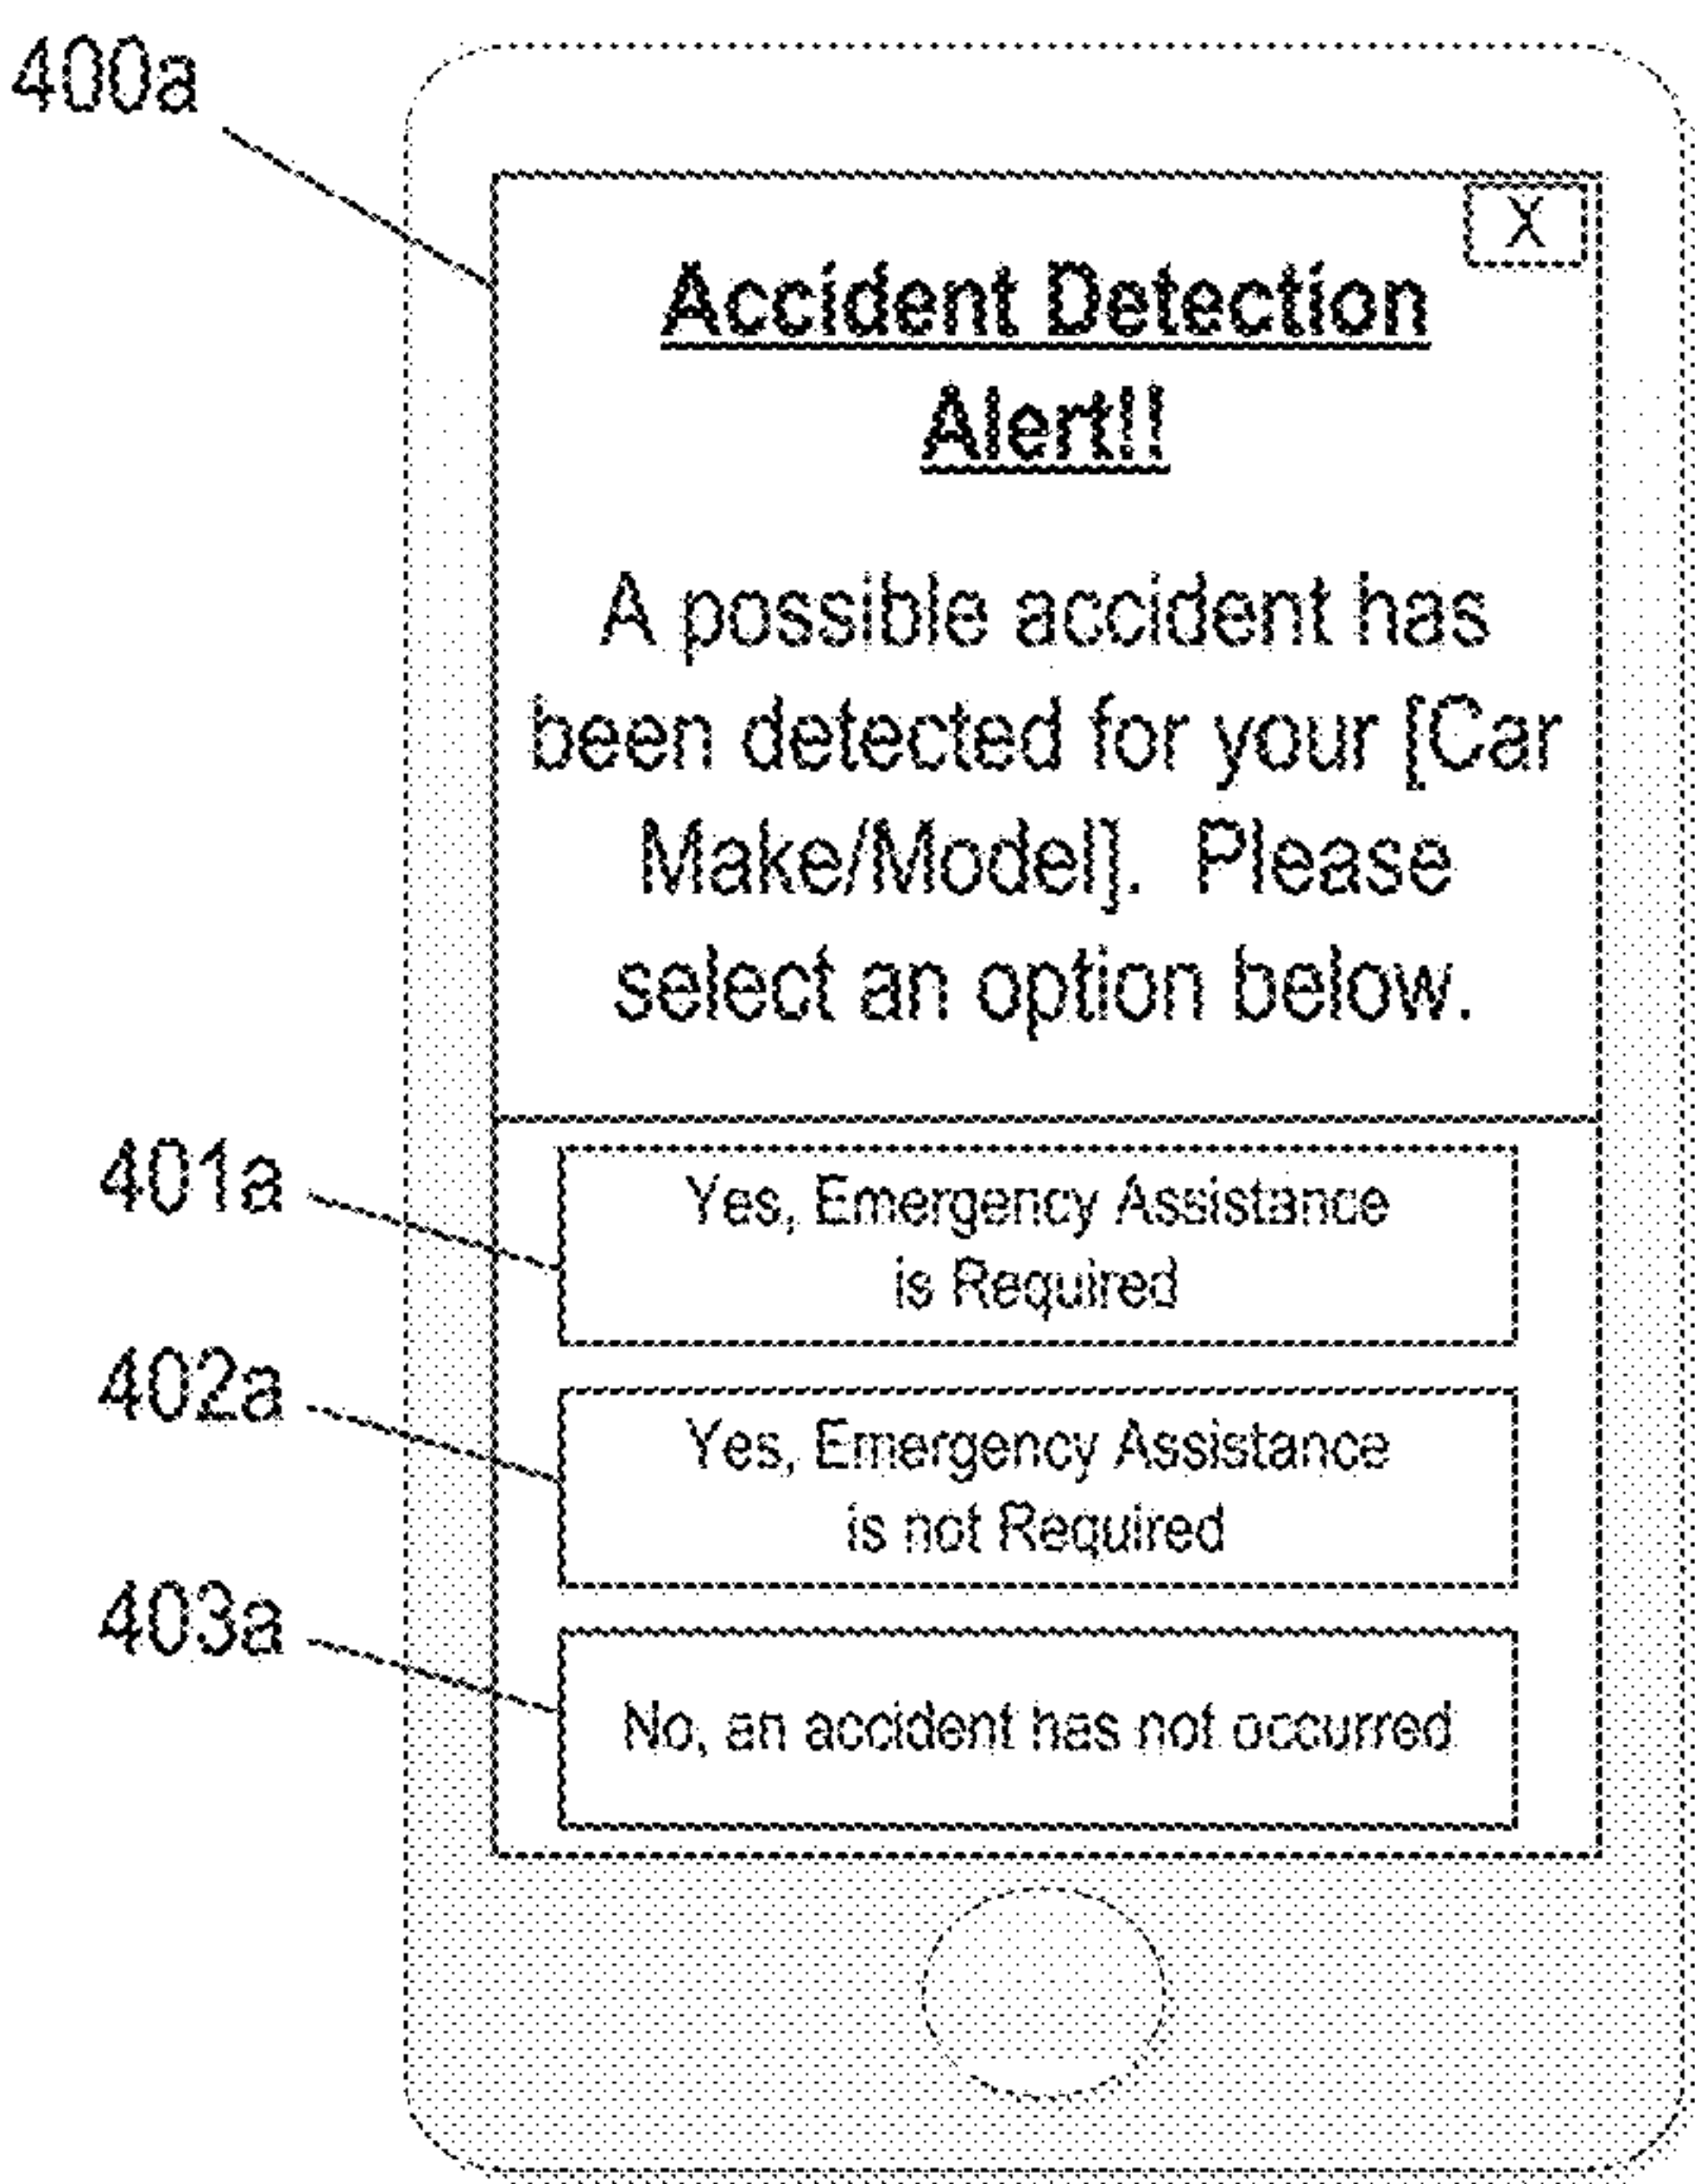 400a
X
Accident Detection
Alert!!
A possible accident has
been detected for your [Car
Make/Model].  Please
select an option below.
401a
Yes, Emergency Assistance
is Required
402a
Yes, Emergency Assistance
is not Required
403a
No, an accident has not occurred